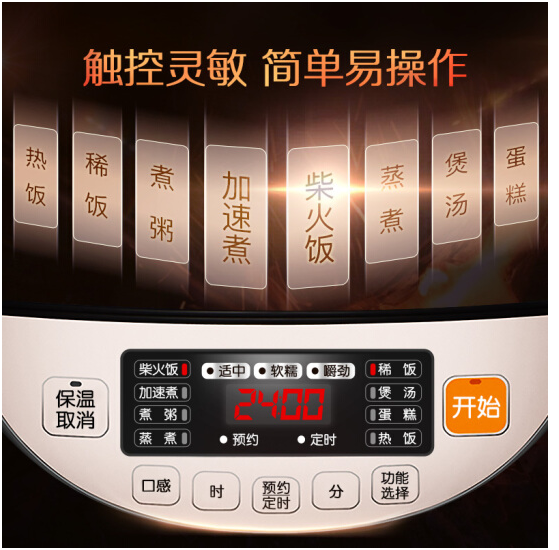 触控灵敏 简单易操作
热饭
稀饭
煮粥
加速煮
柴火饭
蒸煮
煲汤
蛋糕
柴火饭
加速煮
煮粥
蒸煮
适中
软糯
嚼劲
2400
预约
定时
稀饭
煲汤
蛋糕
热饭
保温
取消
开始
口感
时
预约
定时
分
功能
选择